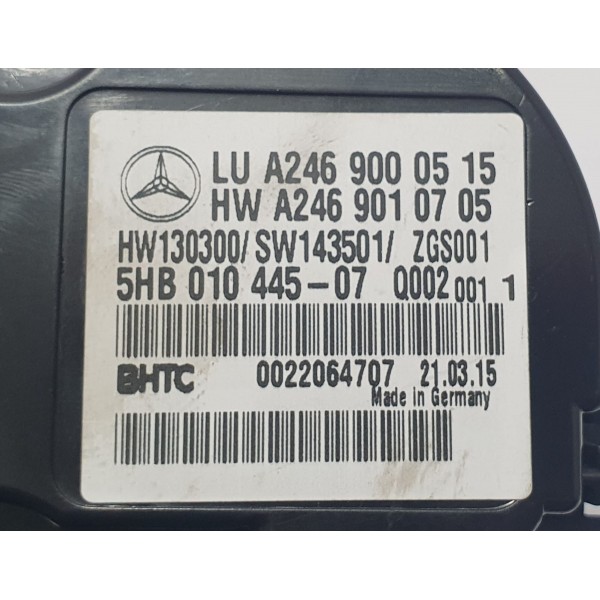 LU A246 900 05 15
HW A246 901 07 05
HW130300/ SW143501/ ZGS001
5HB 010 445-07 Q002 001 1
BHTC 0022064707 21.03.15
Made in Germany